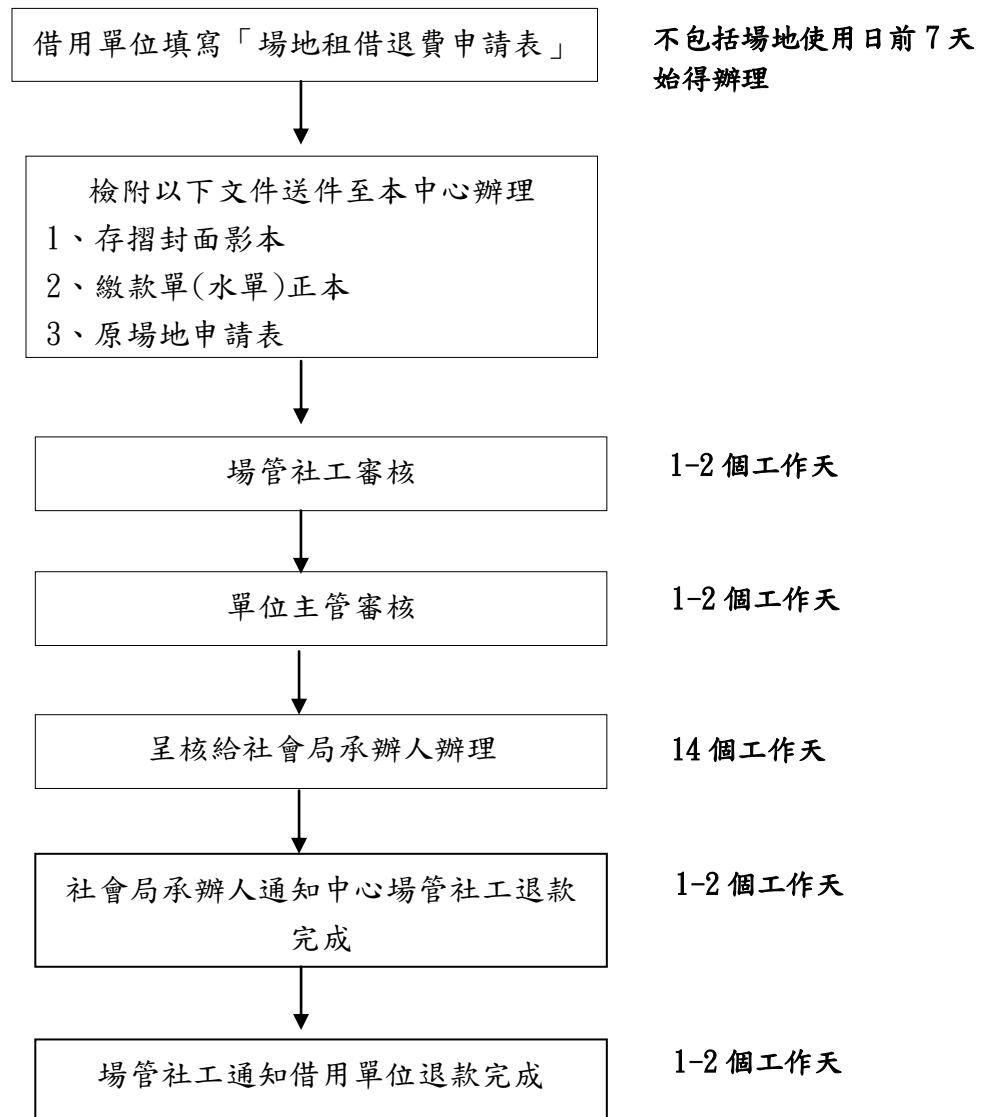 借用單位填寫「場地租借退費申請表」
不包括場地使用日前7天
始得辦理
檢附以下文件送件至本中心辦理
1、存摺封面影本
2、繳款單(水單)正本
3、原場地申請表
場管社工審核
1-2個工作天
單位主管審核
1-2個工作天
呈核給社會局承辦人辦理
14個工作天
社會局承辦人通知中心場管社工退款
完成
1-2個工作天
場管社工通知借用單位退款完成
1-2個工作天